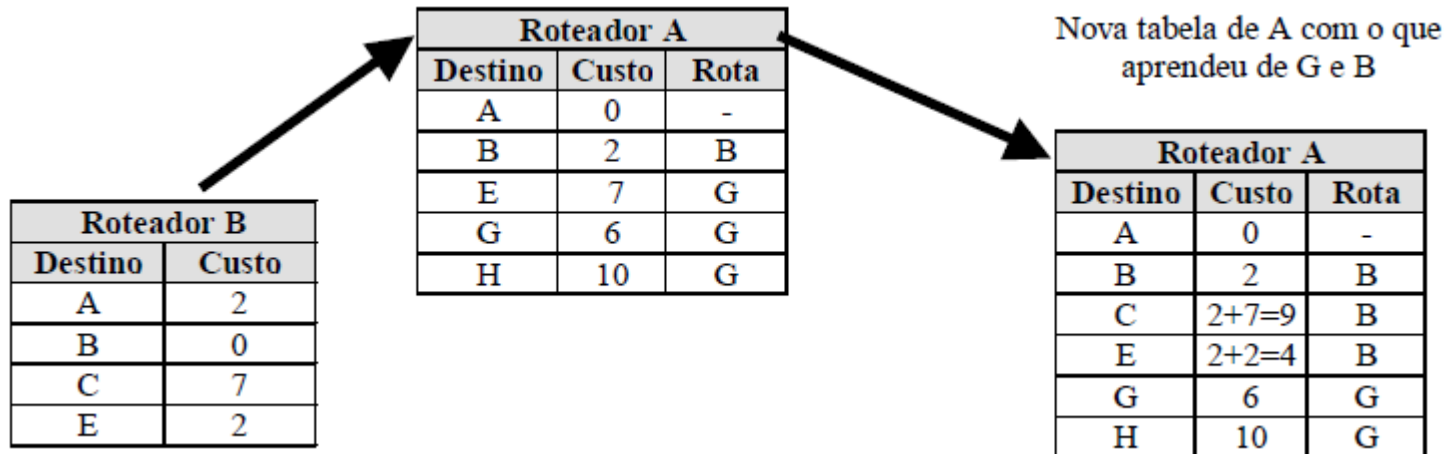 Roteador B
Destino Custo
A 2
B 0
C 7
E 2
Roteador A
Destino Custo Rota
A 0 -
B 2 B
E 7 G
G 6 G
H 10 G
Nova tabela de A com o que
aprendeu de G e B
Roteador A
Destino Custo Rota
A 0 -
B 2 B
C 2+7=9 B
E 2+2=4 B
G 6 G
H 10 G